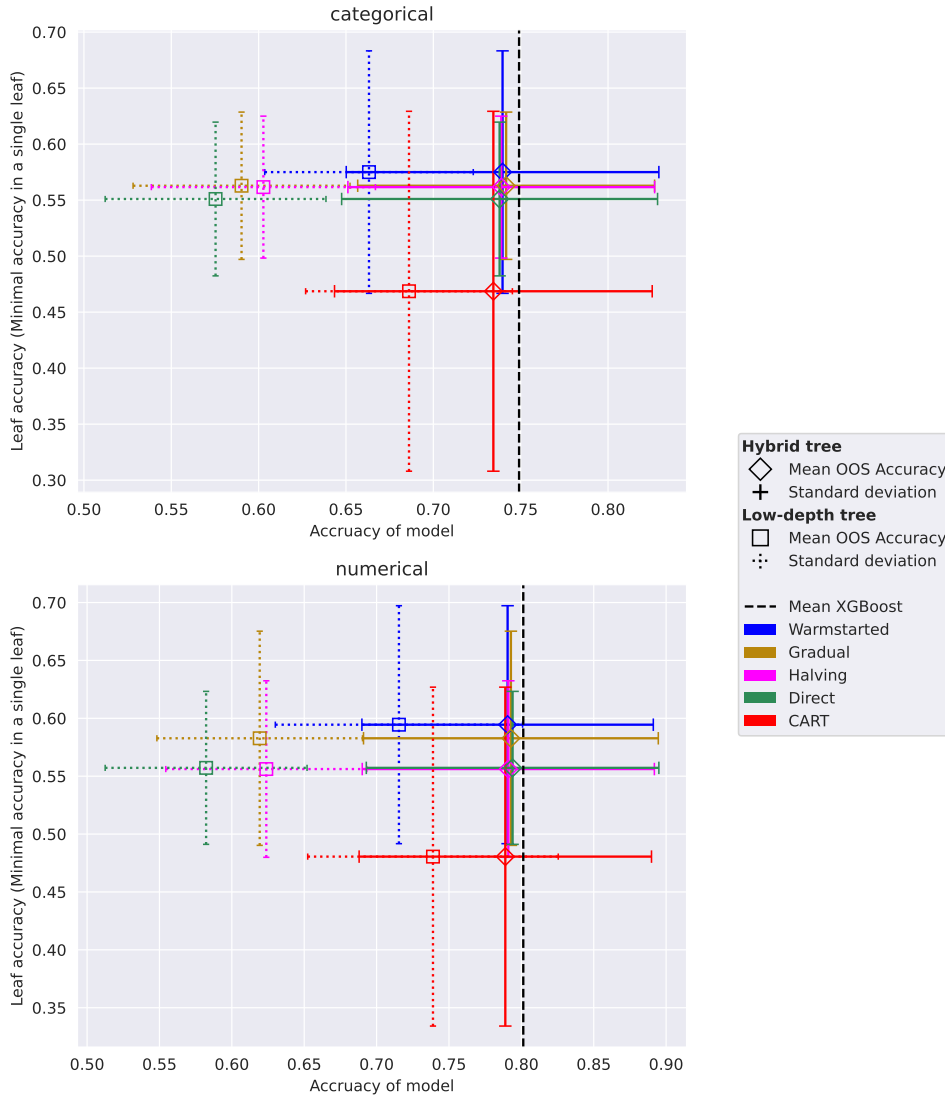 categorical
0.70
0.65
0.60
0.55
0.50
0.45
0.40
0.35
0.30
Leaf accuracy (Minimal accuracy in a single leaf)
0.50 0.55 0.60 0.65 0.70 0.75 0.80
Accruacy of model
numerical
0.70
0.65
0.60
0.55
0.50
0.45
0.40
0.35
Leaf accuracy (Minimal accuracy in a single leaf)
0.50 0.55 0.60 0.65 0.70 0.75 0.80 0.85 0.90
Accruacy of model
Hybrid tree
Mean OOS Accuracy
Standard deviation
Low-depth tree
Mean OOS Accuracy
Standard deviation
Mean XGBoost
Warmstarted
Gradual
Halving
Direct
CART